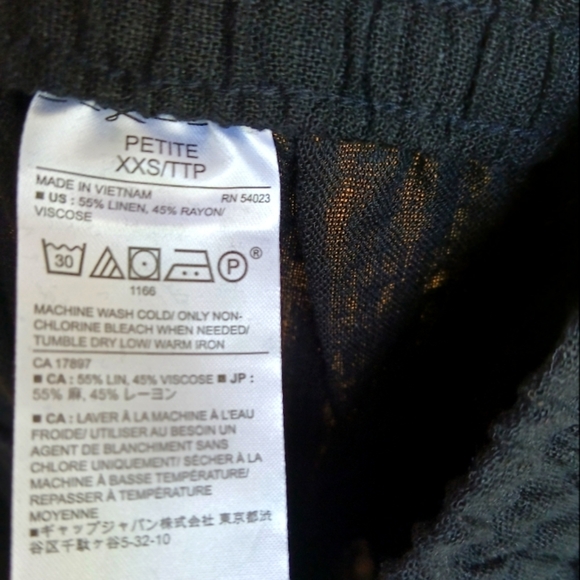 PETITE
XXS/TTP
MADE IN VIETNAM RN 54023
■ US : 55% LINEN, 45% RAYON/
VISCOSE
30 P ®
1166
MACHINE WASH COLD/ ONLY NON-
CHLORINE BLEACH WHEN NEEDED/
TUMBLE DRY LOW/ WARM IRON
CA 17897
■ CA : 55% LIN, 45% VISCOSE ■ JP :
55% 麻, 45% レーヨン
■ CA : LAVER À LA MACHINE À L'EAU
FROIDE/ UTILISER AU BESOIN UN
AGENT DE BLANCHIMENT SANS
CHLORE UNIQUEMENT/ SÉCHER À LA
MACHINE À BASSE TEMPÉRATURE/
REPASSER À TEMPÉRATURE
MOYENNE
■ギャップジャパン株式会社 東京都渋
谷区千駄ヶ谷5-32-10